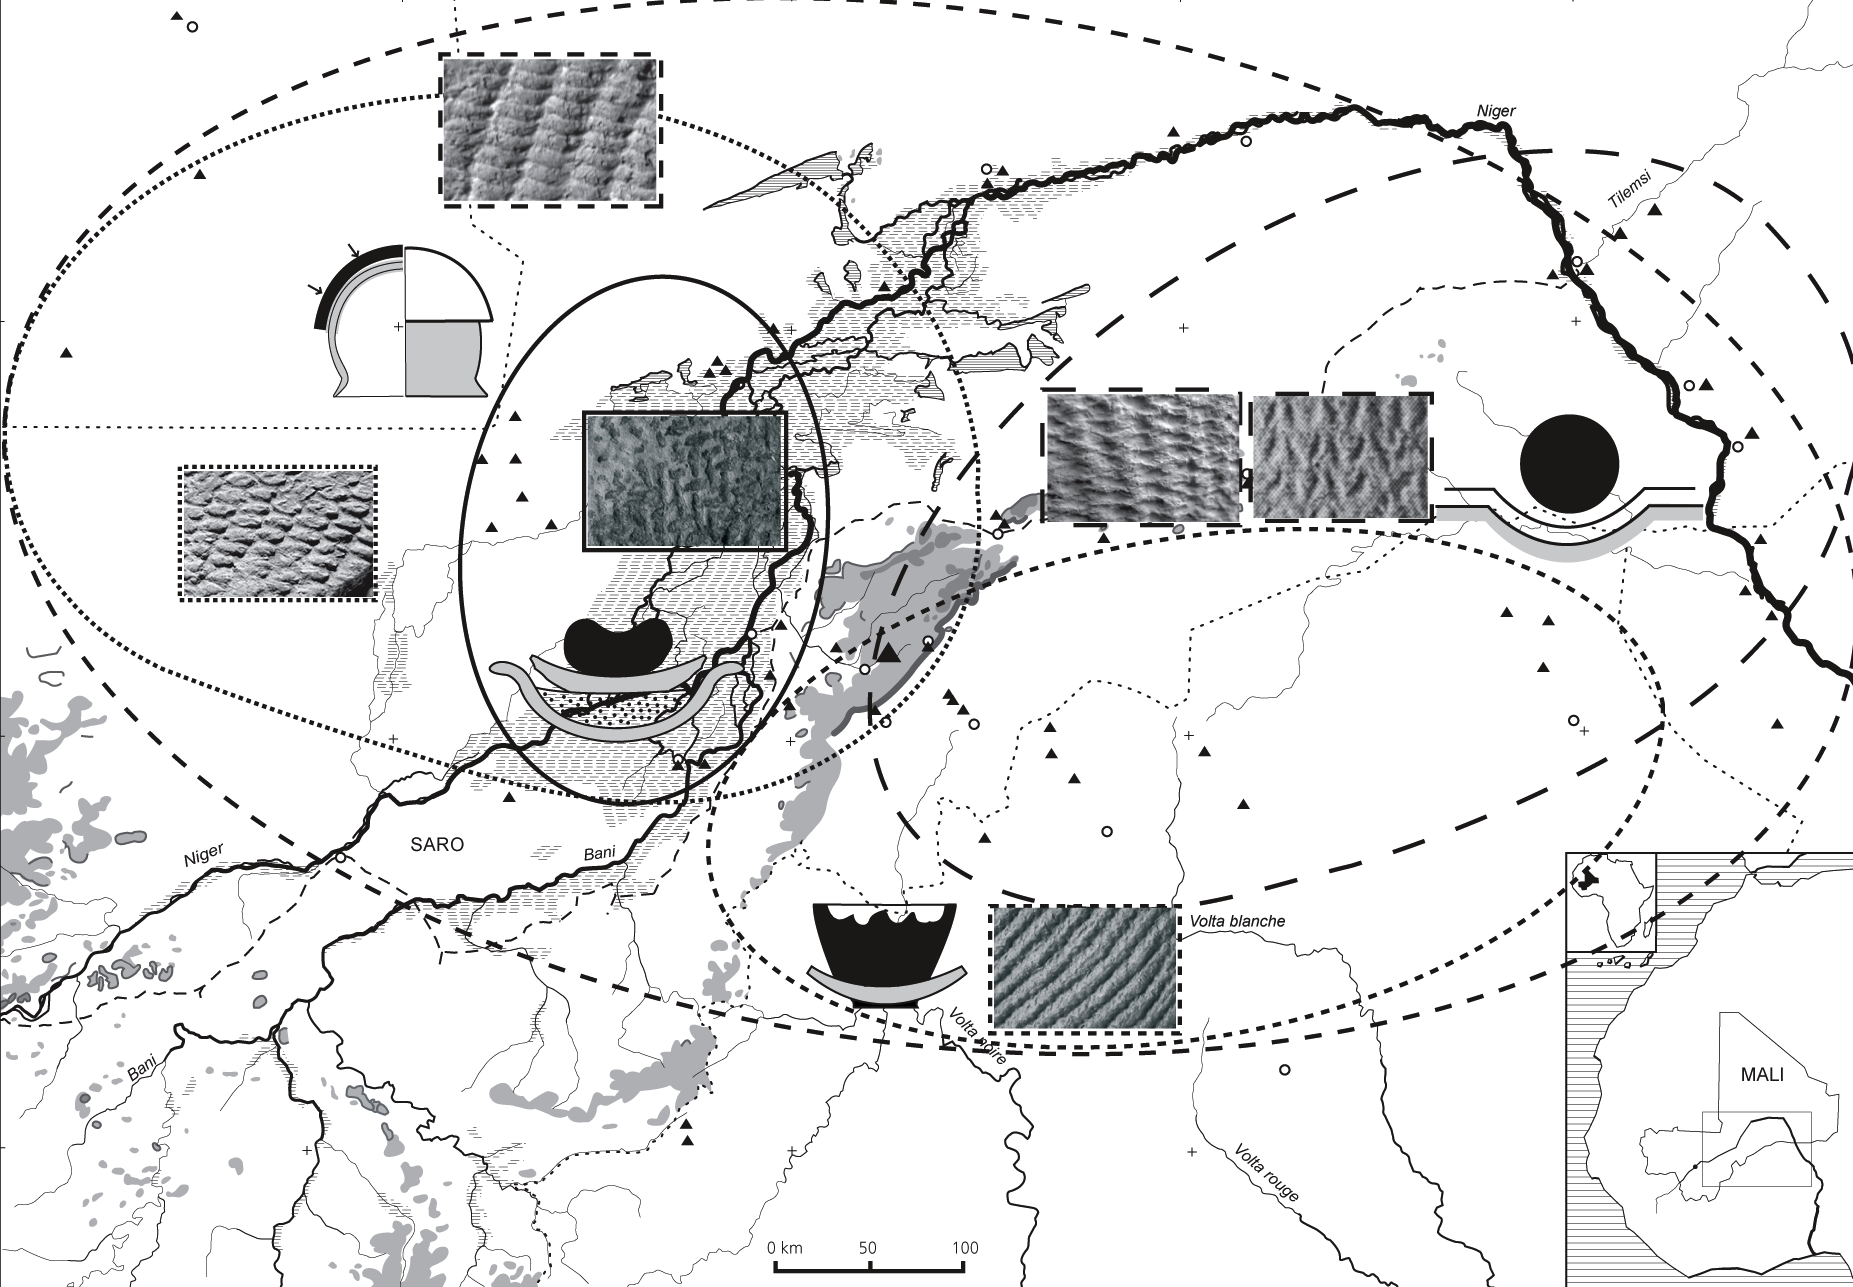 Niger
Tilemsi
SARO
Niger
Bani
Volta blanche
Volta noire
Bani
MALI
Volta rouge
0 km 50 100